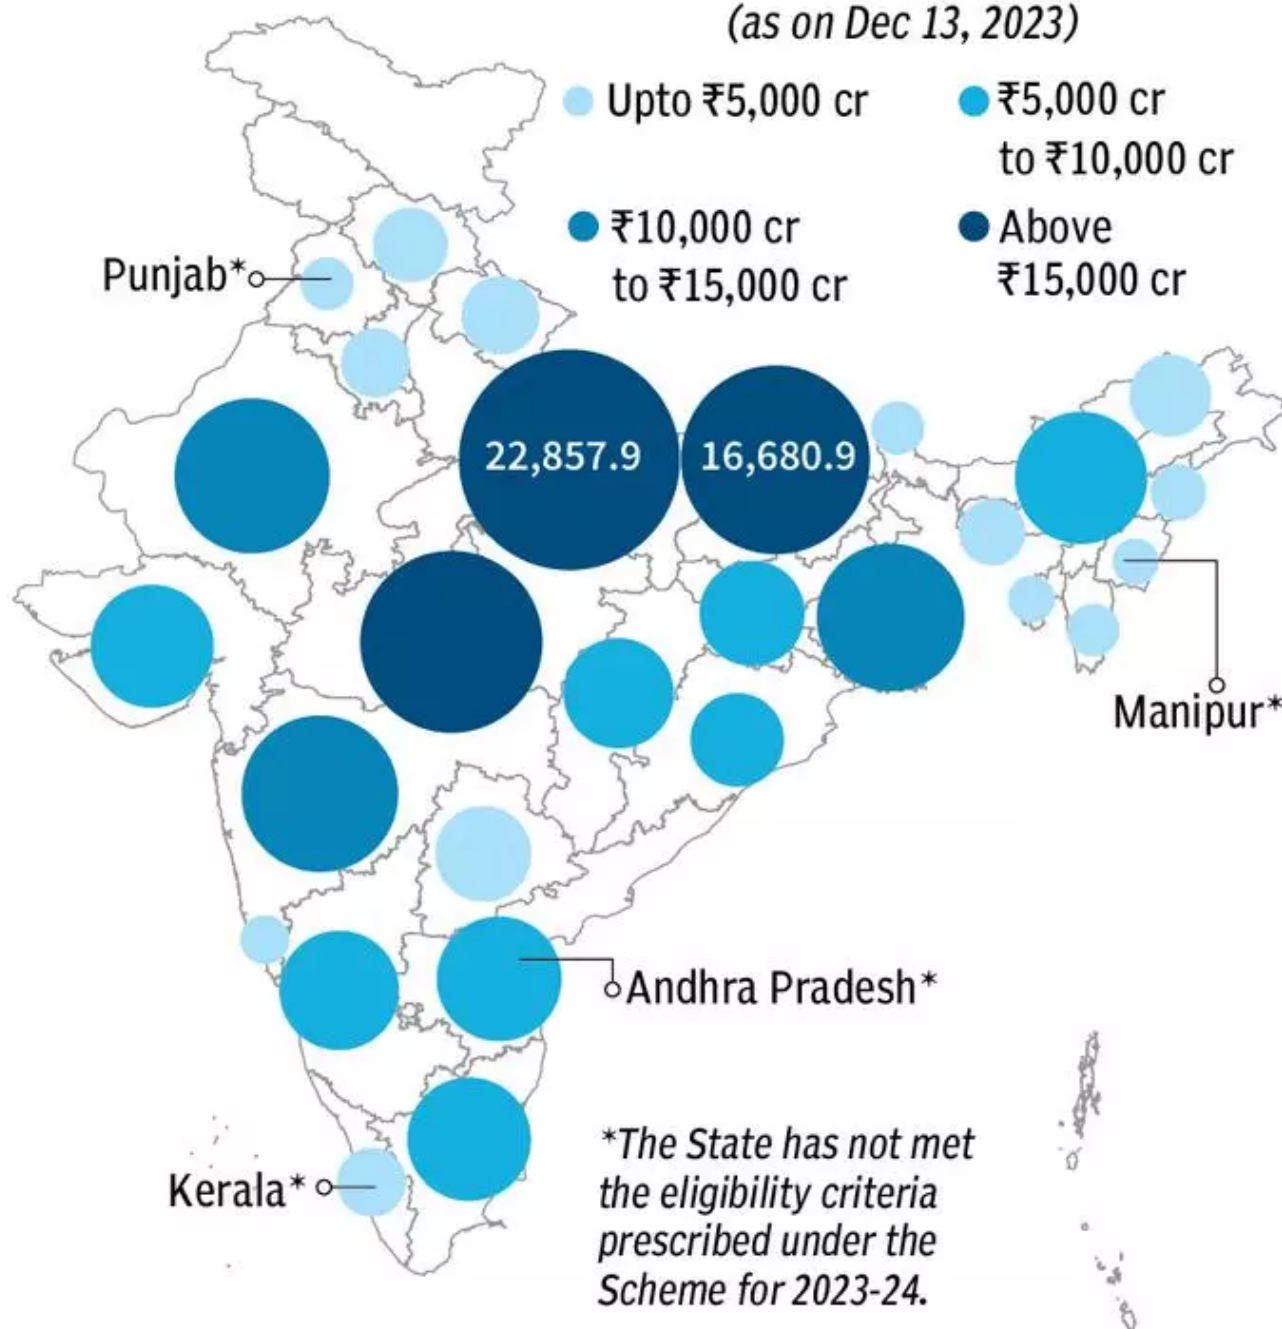 (as on Dec 13, 2023)
Upto ₹5,000 cr
₹5,000 cr
to ₹10,000 cr
₹10,000 cr
to ₹15,000 cr
Above
₹15,000 cr
Punjab*
22,857.9
16,680.9
Manipur*
Andhra Pradesh*
Kerala*
*The State has not met
the eligibility criteria
prescribed under the
Scheme for 2023-24.